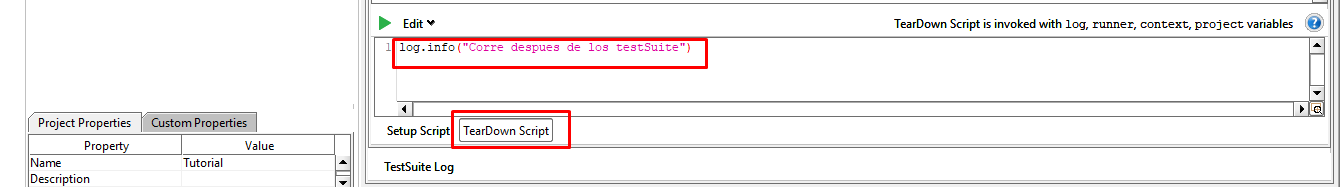 Edit
TearDown Script is invoked with log, runner, context, project variables
1 log.info("Corre despues de los testSuite")
Setup Script TearDown Script
TestSuite Log
Project Properties Custom Properties
Property Value
Name Tutorial
Description